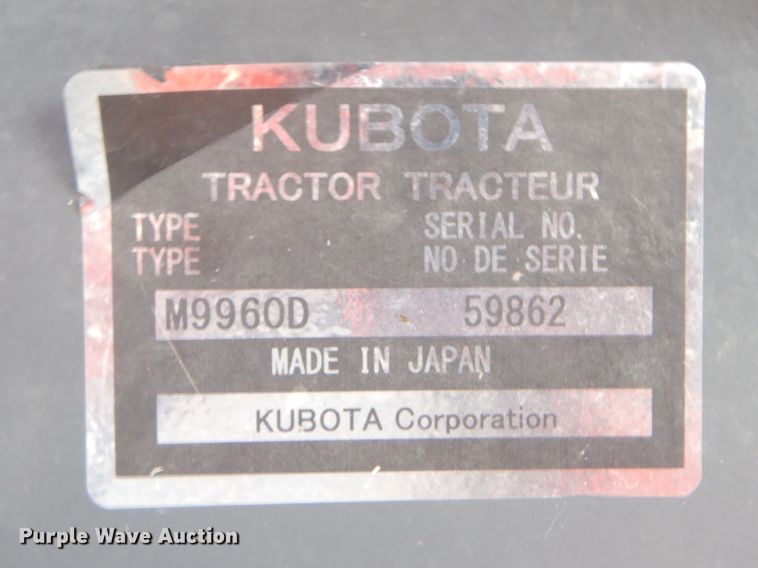 KUBOTA
TRACTOR TRACTEUR
TYPE SERIAL NO.
TYPE NO DE SERIE
M9960D 59862
MADE IN JAPAN
KUBOTA Corporation
Purple Wave Auction